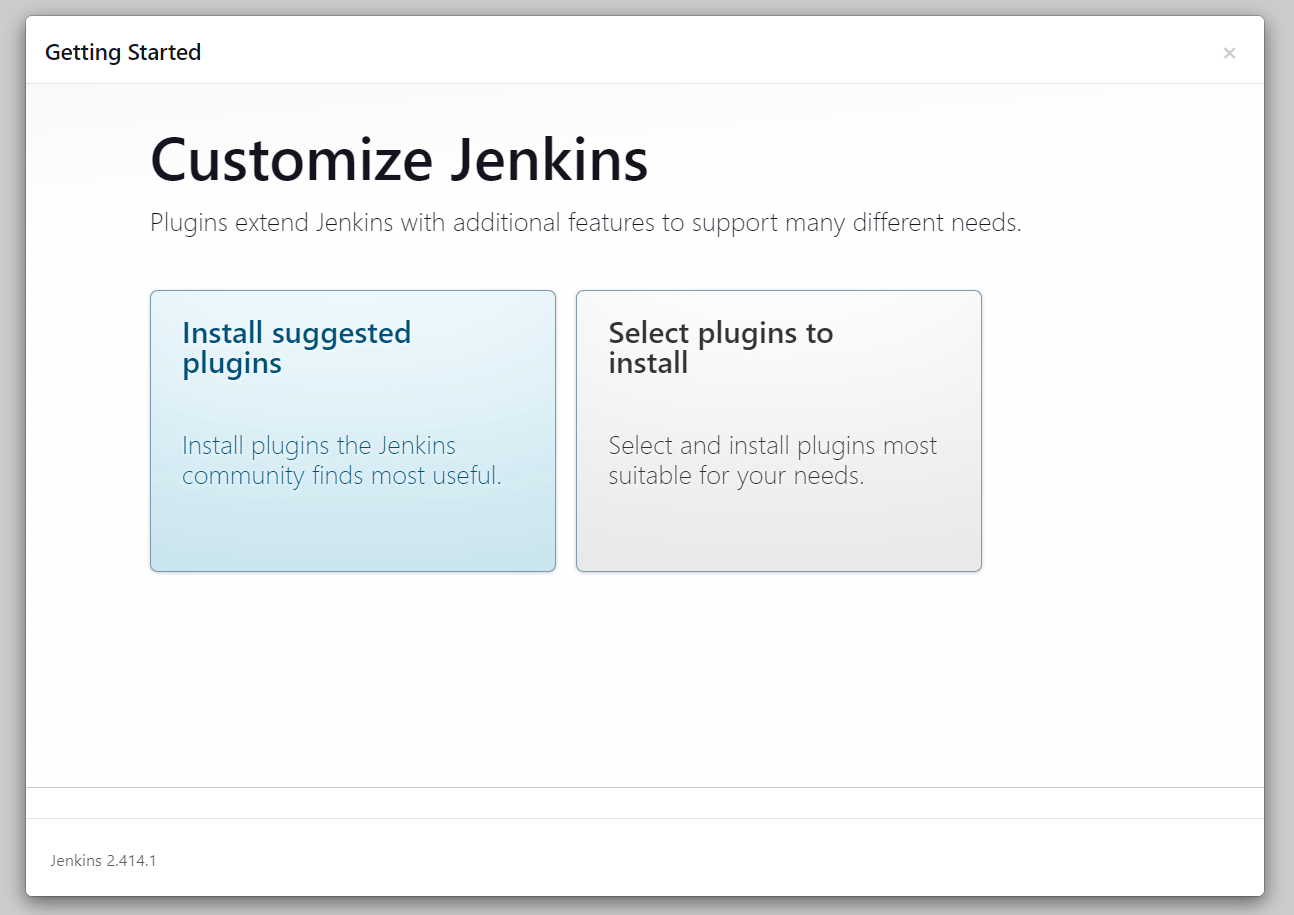 Getting Started
×
Customize Jenkins
Plugins extend Jenkins with additional features to support many different needs.
Install suggested
plugins
Install plugins the Jenkins
community finds most useful.
Select plugins to
install
Select and install plugins most
suitable for your needs.
Jenkins 2.414.1